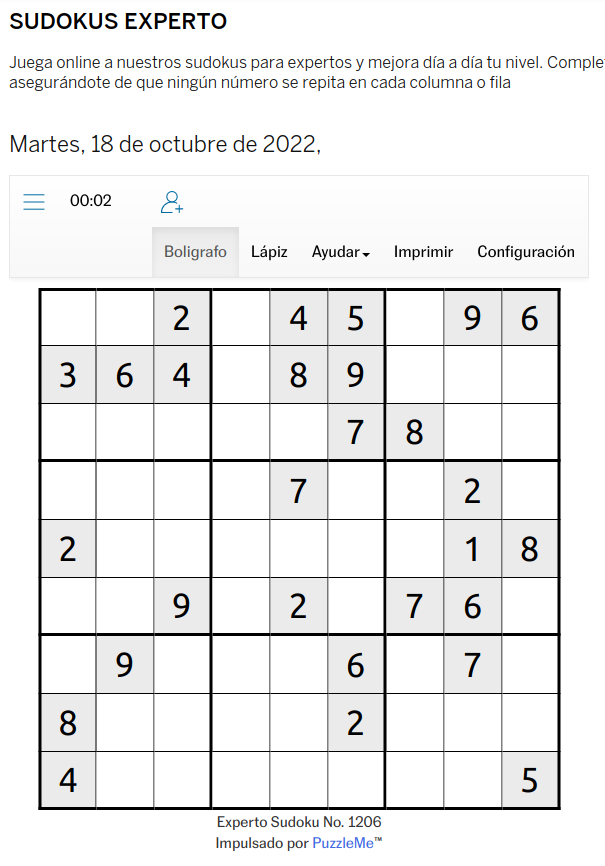 SUDOKUS EXPERTO
Juega online a nuestros sudokus para expertos y mejora día a día tu nivel. Comple
asegurándote de que ningún número se repita en cada columna o fila
Martes, 18 de octubre de 2022,
00:02
Boligrafo Lápiz Ayudar Imprimir Configuración
2 4 5 9 6
3 6 4 8 9
7 8
7 2
2 1 8
9 2 7 6
9 6 7
8 2
4 5
Experto Sudoku No. 1206
Impulsado por PuzzleMe™